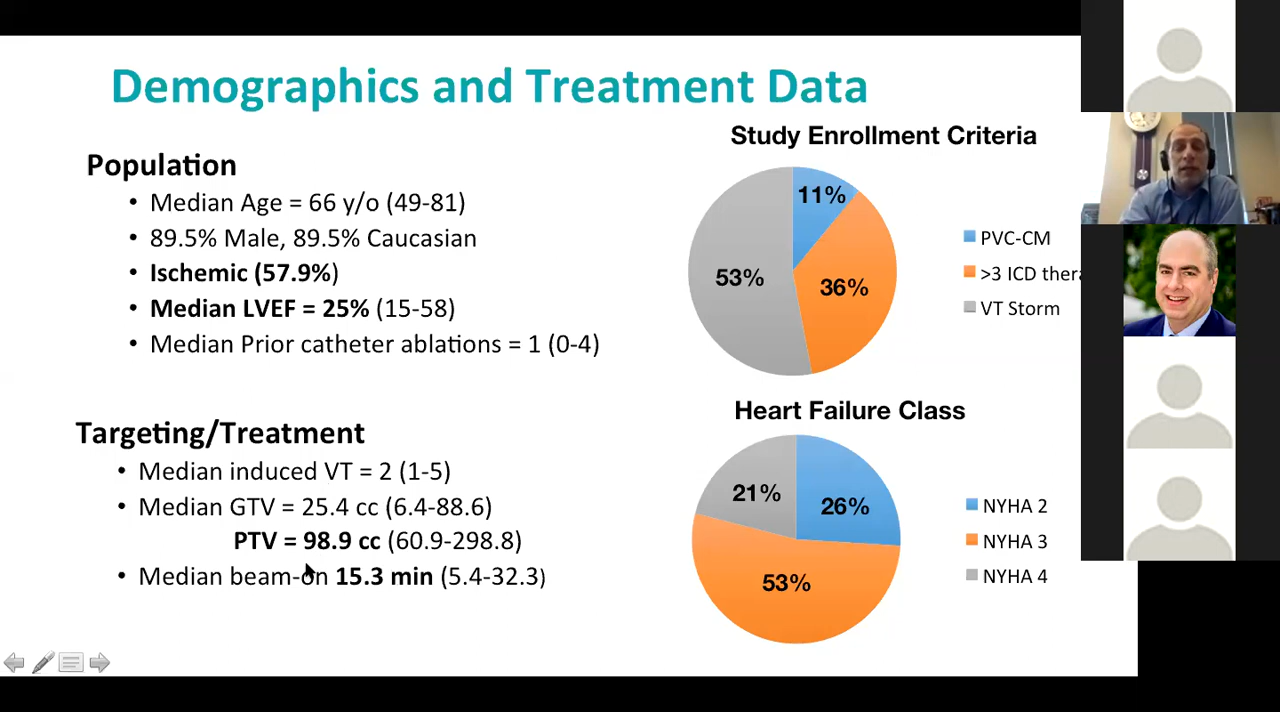 Demographics and Treatment Data
Population
• Median Age = 66 y/o (49-81)
• 89.5% Male, 89.5% Caucasian
• Ischemic (57.9%)
• Median LVEF = 25% (15-58)
• Median Prior catheter ablations = 1 (0-4)
Targeting/Treatment
• Median induced VT = 2 (1-5)
• Median GTV = 25.4 cc (6.4-88.6)
PTV = 98.9 cc (60.9-298.8)
• Median beam-on 15.3 min (5.4-32.3)
Study Enrollment Criteria
11%
36%
53%
PVC-CM
>3 ICD thera
VT Storm
Heart Failure Class
21%
26%
53%
NYHA 2
NYHA 3
NYHA 4